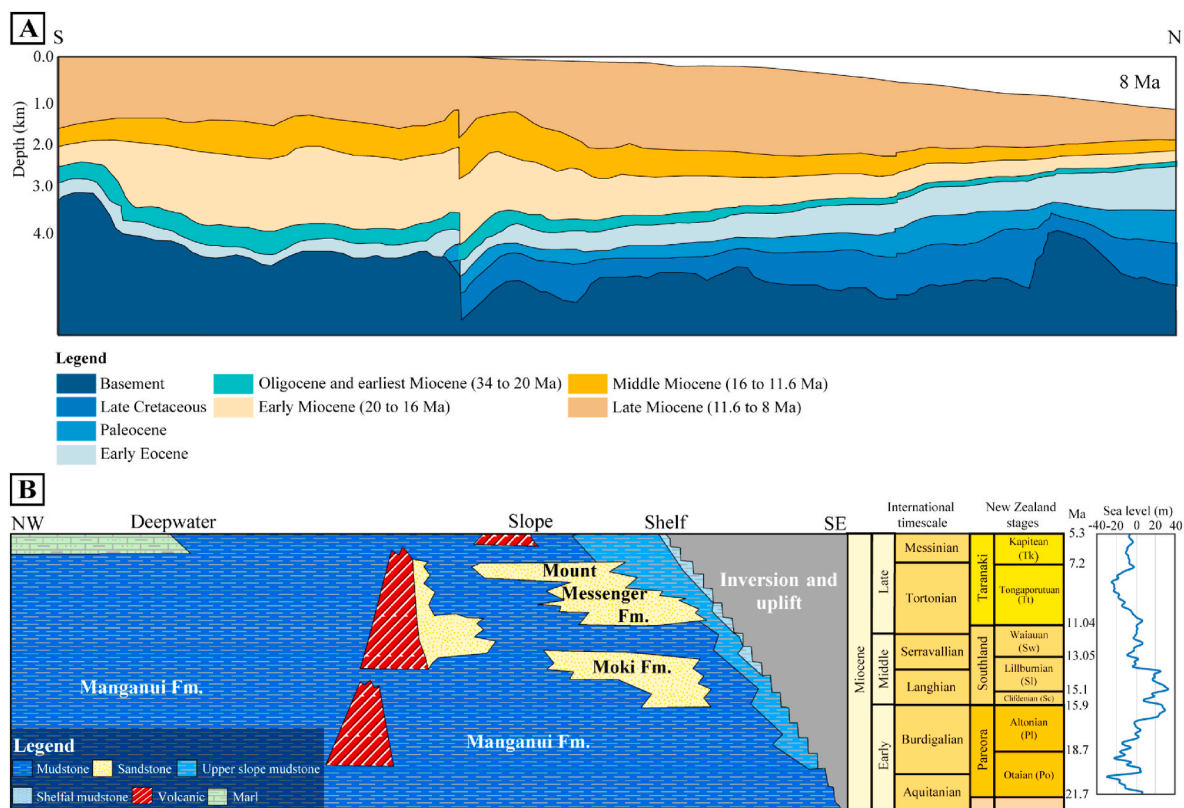 A
S
N
0.0
1.0
2.0
3.0
4.0
Depth (km)
8 Ma
Legend
Basement
Late Cretaceous
Paleocene
Early Eocene
Oligocene and earliest Miocene (34 to 20 Ma)
Early Miocene (20 to 16 Ma)
Middle Miocene (16 to 11.6 Ma)
Late Miocene (11.6 to 8 Ma)
B
NW
Deepwater
Slope
Shelf
SE
Mount
Messenger
Fm.
Inversion and
uplift
Moki Fm.
Manganui Fm.
Manganui Fm.
Legend
Mudstone
Sandstone
Upper slope mudstone
Shelfal mudstone
Volcanic
Marl
International
timescale
New Zealand
stages
Ma
Sea level (m)
-40 -20 0 20 40
Miocene
Late
Middle
Early
Messinian
Tortonian
Serravallian
Langhian
Burdigalian
Aquitanian
Taranaki
Southland
Pareora
Kapitean
(Tk)
Tongaporutuan
(Tt)
Waiauan
(Sw)
Lillburnian
(Sl)
Clifdenian (Sc)
Altonian
(Pl)
Otaian (Po)
5.3
7.2
11.04
13.05
15.1
15.9
18.7
21.7